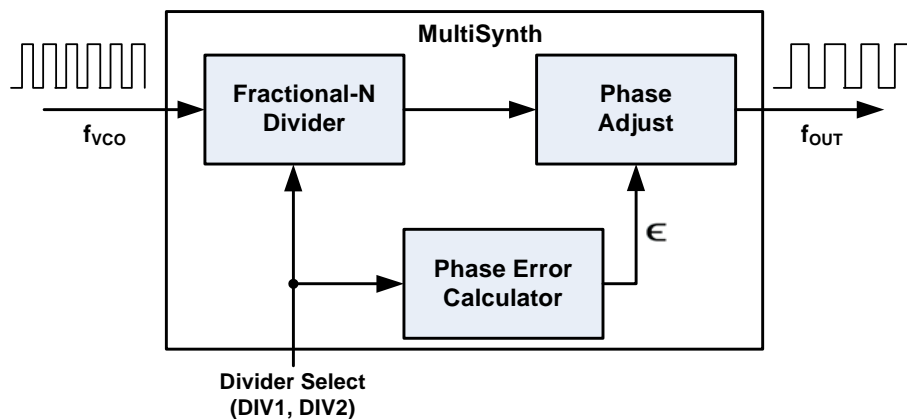 MultiSynth
Fractional-N
Divider
Phase
Adjust
fVCO
fOUT
ϵ
Phase Error
Calculator
Divider Select
(DIV1, DIV2)